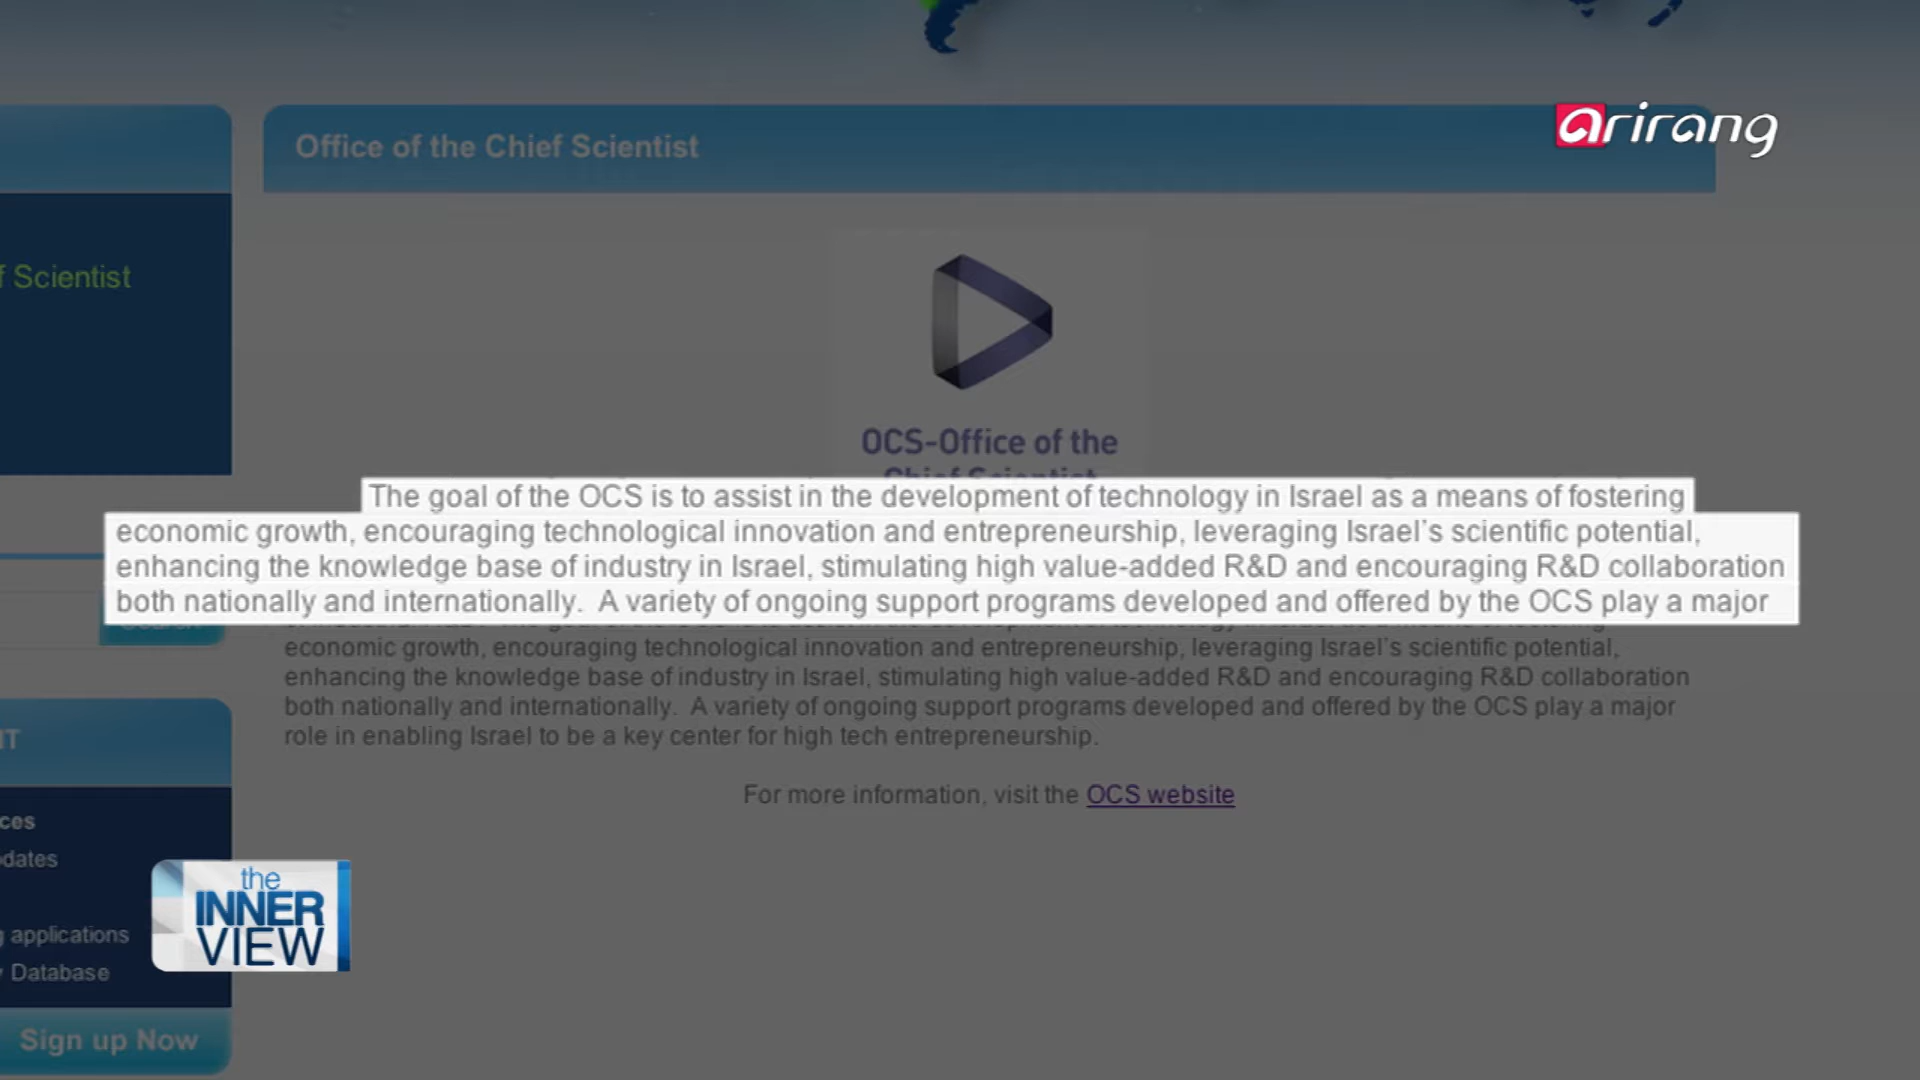 Office of the Chief Scientist
arirang
f Scientist
OCS-Office of the
Chief Scientist
The goal of the OCS is to assist in the development of technology in Israel as a means of fostering
economic growth, encouraging technological innovation and entrepreneurship, leveraging Israel's scientific potential,
enhancing the knowledge base of industry in Israel, stimulating high value-added R&D and encouraging R&D collaboration
both nationally and internationally.  A variety of ongoing support programs developed and offered by the OCS play a major
economic growth, encouraging technological innovation and entrepreneurship, leveraging Israel's scientific potential,
enhancing the knowledge base of industry in Israel, stimulating high value-added R&D and encouraging R&D collaboration
both nationally and internationally.  A variety of ongoing support programs developed and offered by the OCS play a major
role in enabling Israel to be a key center for high tech entrepreneurship.
For more information, visit the OCS website
IT
ces
dates
g applications
y Database
Sign up Now
the
INNER
VIEW